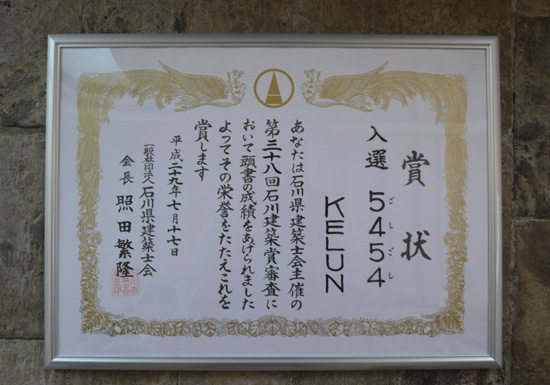 賞状
入選 5454
ごしごし
KELUN
あなたは石川県建築士会主催の
第三十八回石川建築賞審査に
おいて頭書の成績をあげられました
よってその栄誉をたたえこれを
賞します
平成二十九年七月十七日
一般社団法人石川県建築士会
会長 照田繁隆